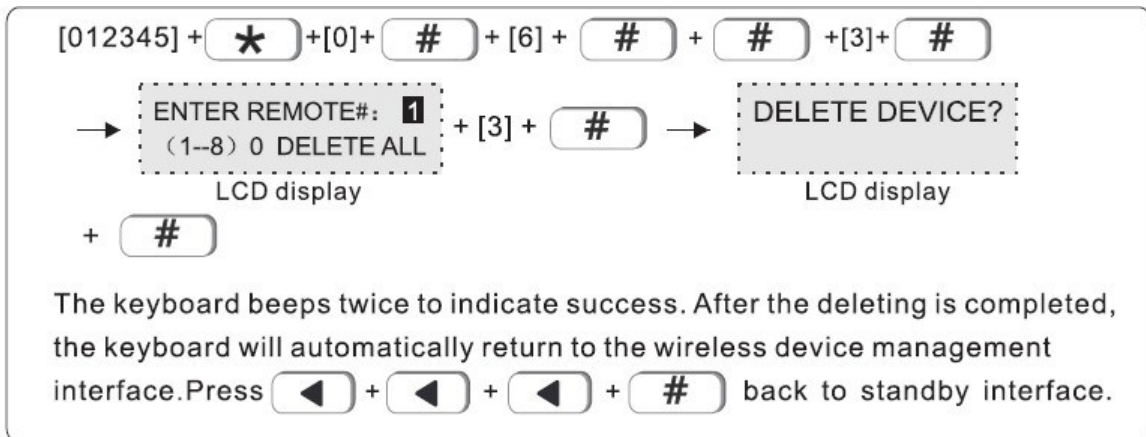 [012345] + * +[0]+ # + [6] + # + # +[3]+ #
→ ENTER REMOTE#: 1 + [3] + # → DELETE DEVICE?
（1--8）0 DELETE ALL
LCD display LCD display
+ #
The keyboard beeps twice to indicate success. After the deleting is completed,
the keyboard will automatically return to the wireless device management
interface.Press ◀ + ◀ + ◀ + # back to standby interface.